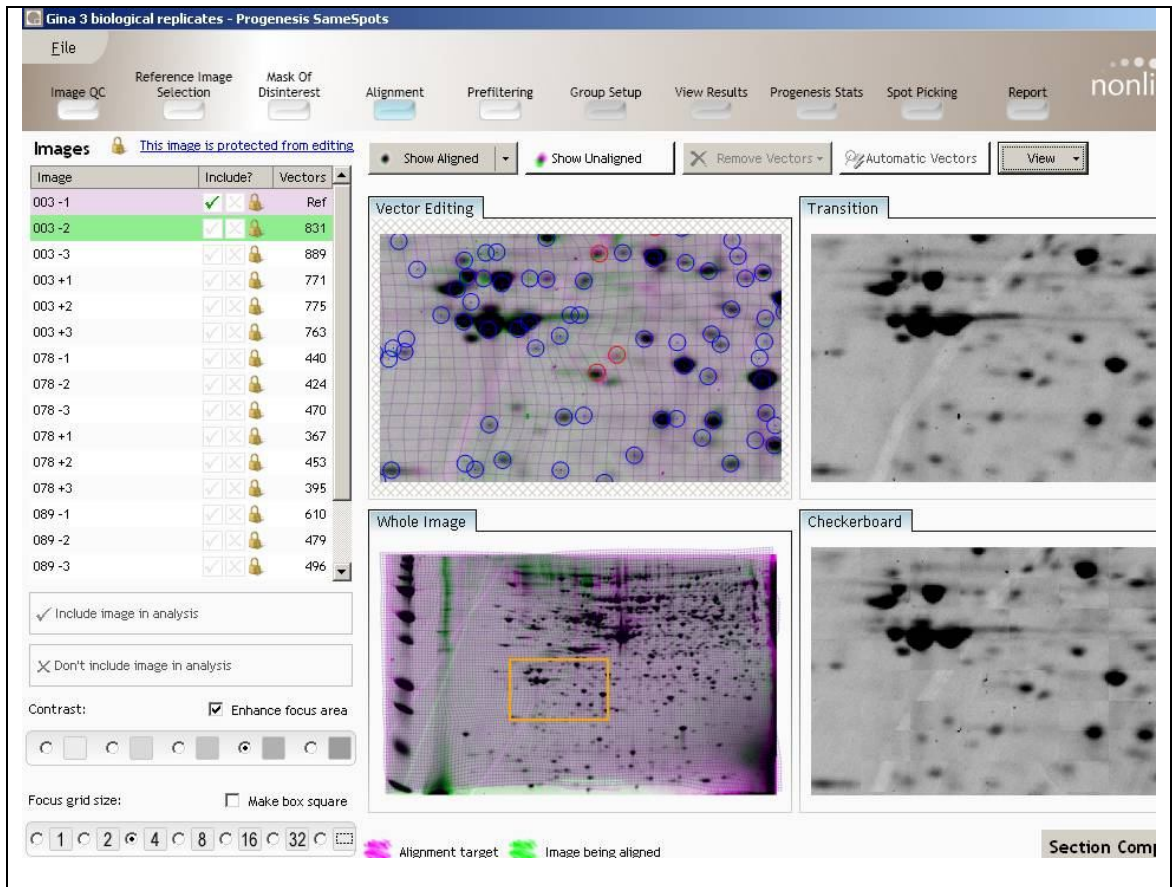 Gina 3 biological replicates - Progenesis SameSpots
File
Image QC
Reference Image Selection
Mask Of Disinterest
Alignment
Prefiltering
Group Setup
View Results
Progenesis Stats
Spot Picking
Report
nonli
Images This image is protected from editing
Show Aligned
Show Unaligned
Remove Vectors
Automatic Vectors
View
Image Include? Vectors
003 -1 Ref
003 -2 831
003 -3 889
003 +1 771
003 +2 775
003 +3 763
078 -1 440
078 -2 424
078 -3 470
078 +1 367
078 +2 453
078 +3 395
089 -1 610
089 -2 479
089 -3 496
Include image in analysis
Don't include image in analysis
Contrast: Enhance focus area
Focus grid size: Make box square
1 2 4 8 16 32
Vector Editing
Transition
Whole Image
Checkerboard
Alignment target Image being aligned
Section Comp